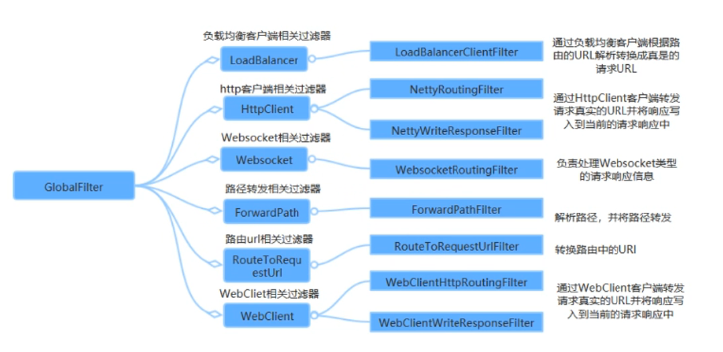 GlobalFilter
负载均衡客户端相关过滤器
LoadBalancer
LoadBalancerClientFilter
通过负载均衡客户端根据路
由的URL解析转换成真是的
请求URL
http客户端相关过滤器
HttpClient
NettyRoutingFilter
NettyWriteResponseFilter
通过HttpClient客户端转发
请求真实的URL并将响应写
入到当前的请求响应中
Websocket相关过滤器
Websocket
WebsocketRoutingFilter
负责处理Websocket类型
的请求响应信息
路径转发相关过滤器
ForwardPath
ForwardPathFilter
解析路径，并将路径转发
路由url相关过滤器
RouteToRequ
estUrl
RouteToRequestUrlFilter
转换路由中的URI
WebCliet相关过滤器
WebClient
WebClientHttpRoutingFilter
WebClientWriteResponseFilter
通过WebClient客户端转发
请求真实的URL并将响应写
入到当前的请求响应中